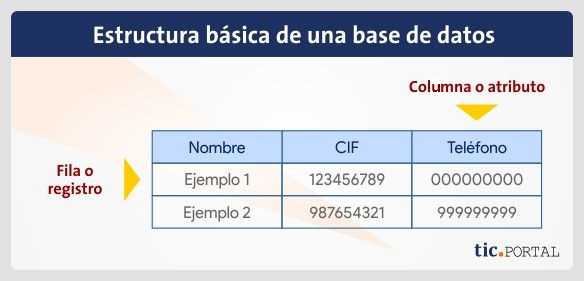 Estructura básica de una base de datos
Columna o atributo
Nombre CIF Teléfono
Fila o
registro
Ejemplo 1 123456789 000000000
Ejemplo 2 987654321 999999999
tic.PORTAL